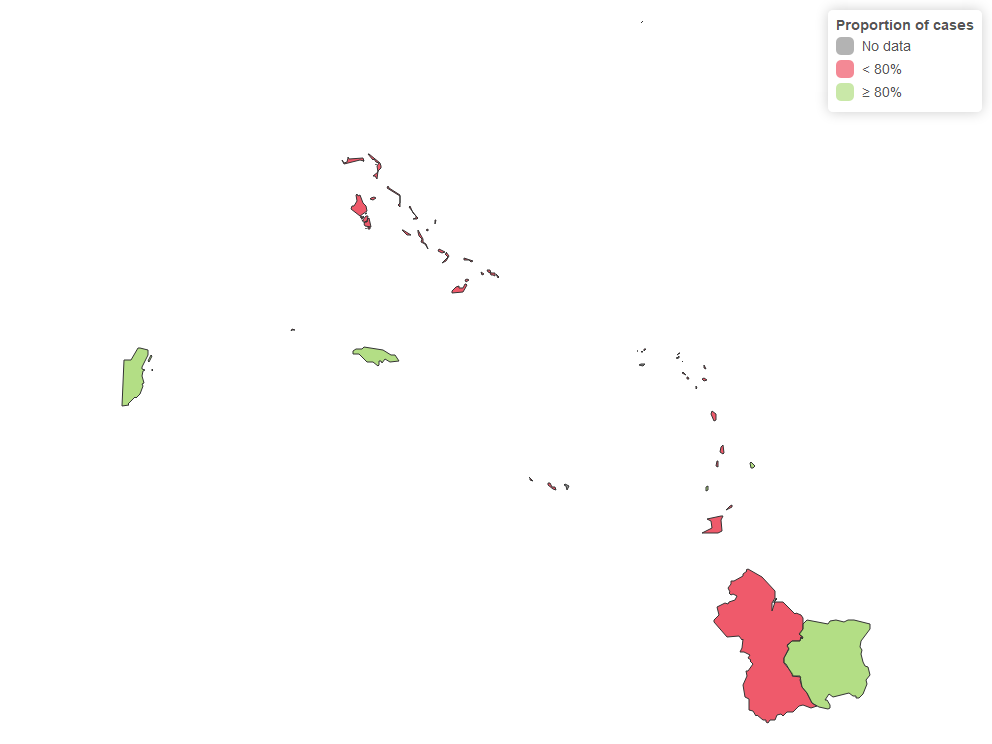 Proportion of cases
No data
< 80%
≥ 80%